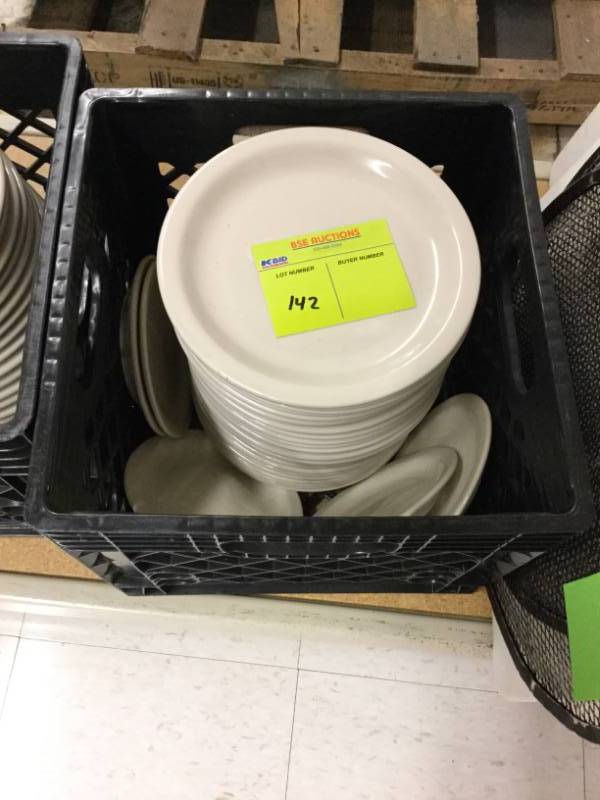 BSE AUCTIONS
K-BID
LOT NUMBER
BUYER NUMBER
142